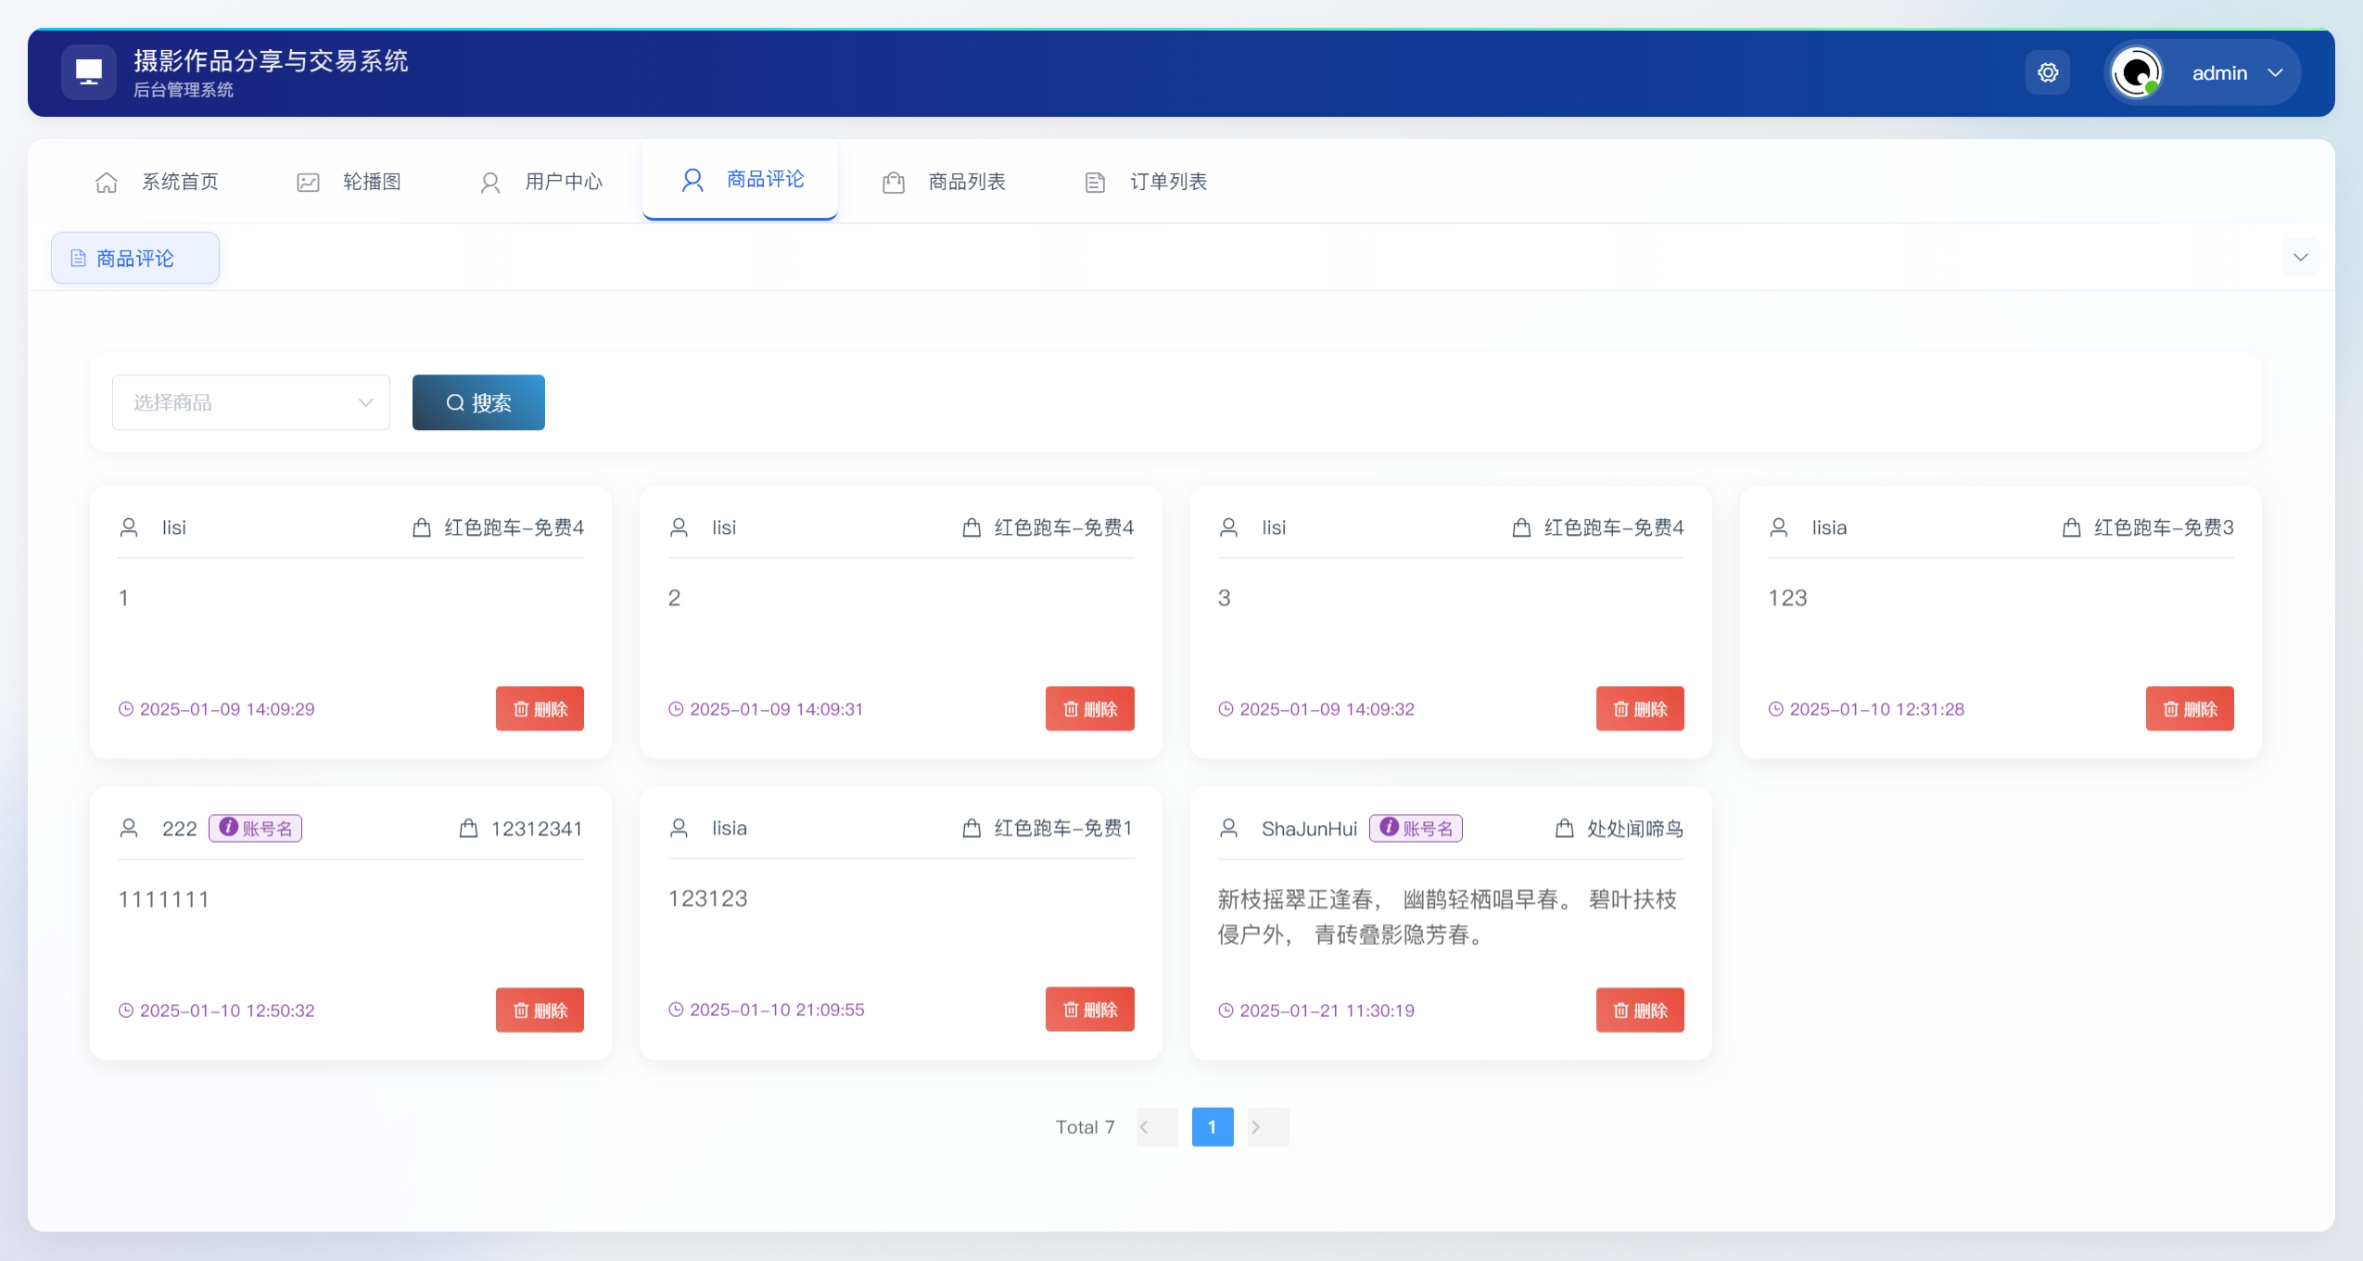 摄影作品分享与交易系统
后台管理系统
admin
系统首页
轮播图
用户中心
商品评论
商品列表
订单列表
商品评论
选择商品
搜索
lisi
红色跑车-免费4
1
2025-01-09 14:09:29
删除
lisi
红色跑车-免费4
2
2025-01-09 14:09:31
删除
lisi
红色跑车-免费4
3
2025-01-09 14:09:32
删除
lisia
红色跑车-免费3
123
2025-01-10 12:31:28
删除
222
账号名
12312341
1111111
2025-01-10 12:50:32
删除
lisia
红色跑车-免费1
123123
2025-01-10 21:09:55
删除
ShaJunHui
账号名
处处闻啼鸟
新枝摇翠正逢春， 幽鹊轻栖唱早春。 碧叶扶枝
侵户外， 青砖叠影隐芳春。
2025-01-21 11:30:19
删除
Total 7
1